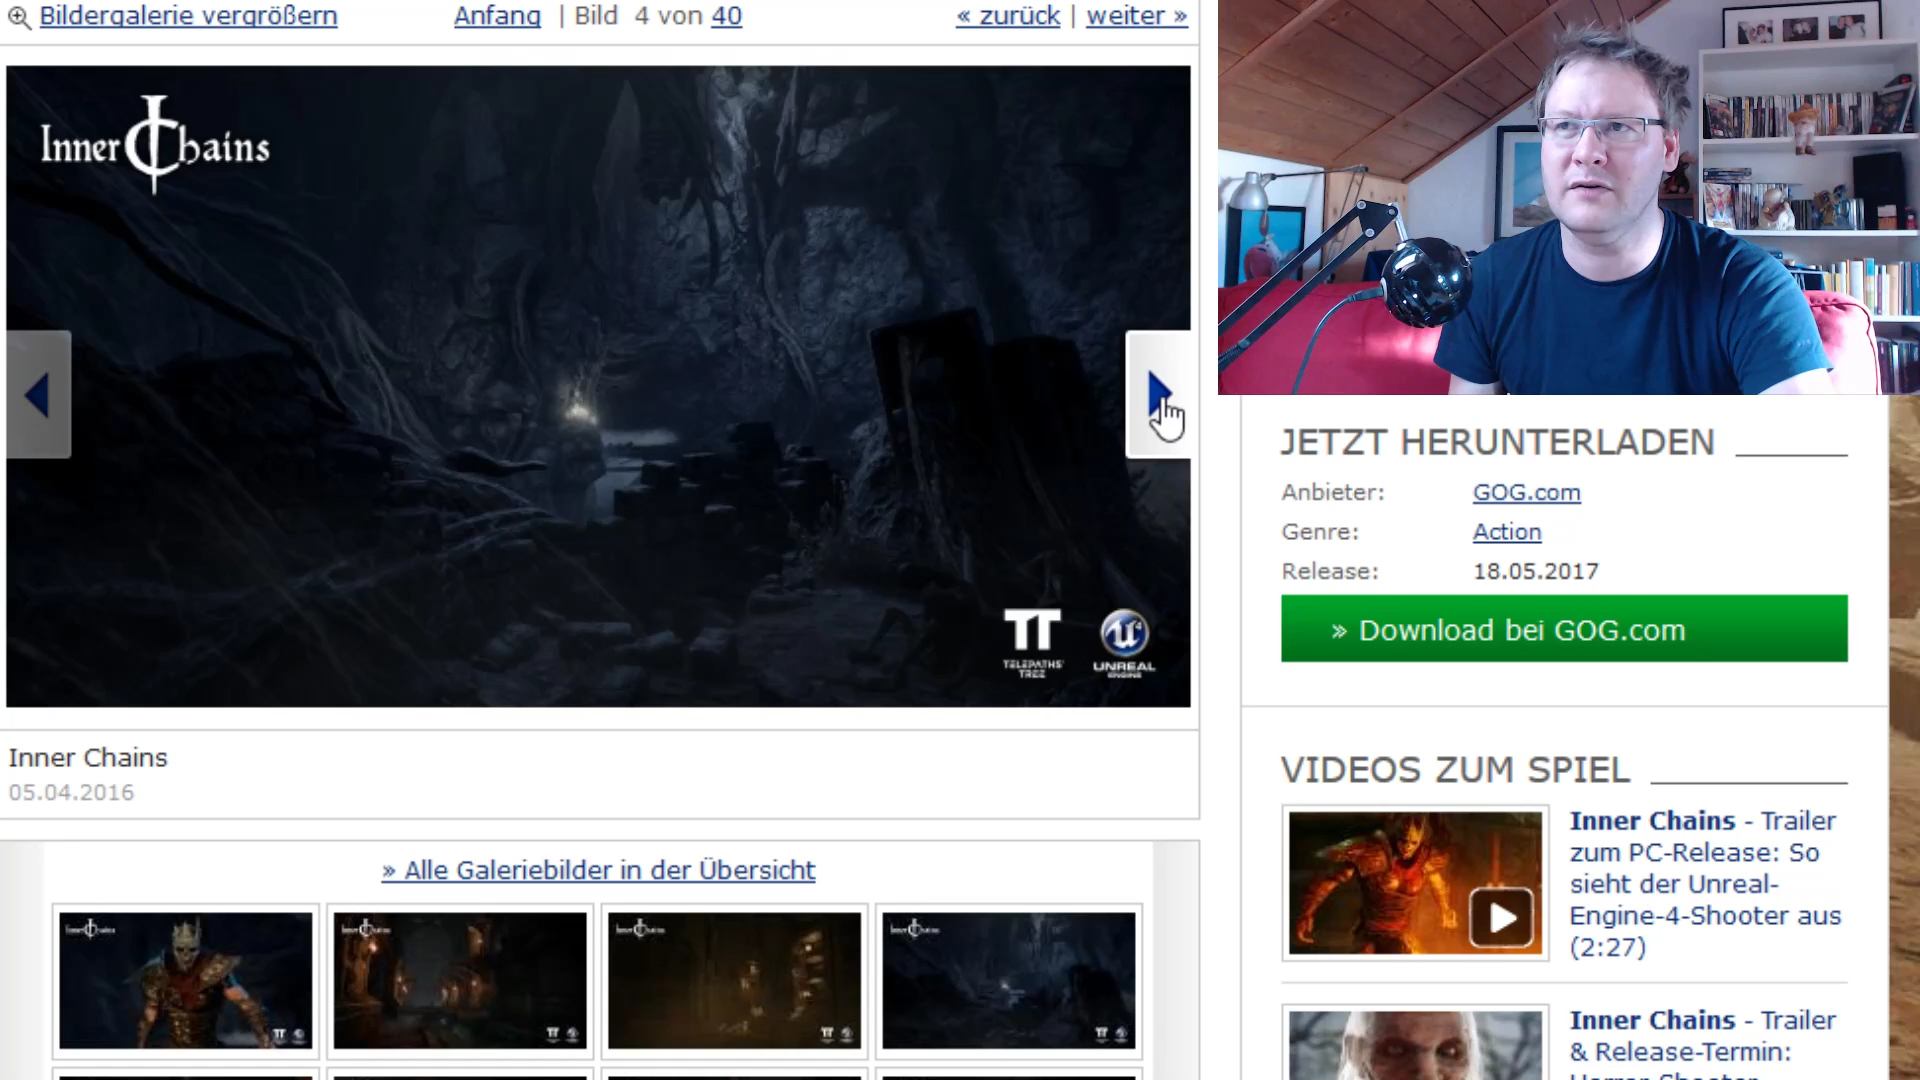 Bildergalerie vergrößern
Anfang | Bild 4 von 40
« zurück | weiter »
Inner Chains
TELEPATHS'
TREE
UNREAL
ENGINE
Inner Chains
05.04.2016
» Alle Galeriebilder in der Übersicht
JETZT HERUNTERLADEN
Anbieter: GOG.com
Genre: Action
Release: 18.05.2017
» Download bei GOG.com
VIDEOS ZUM SPIEL
Inner Chains - Trailer
zum PC-Release: So
sieht der Unreal-
Engine-4-Shooter aus
(2:27)
Inner Chains - Trailer
& Release-Termin: